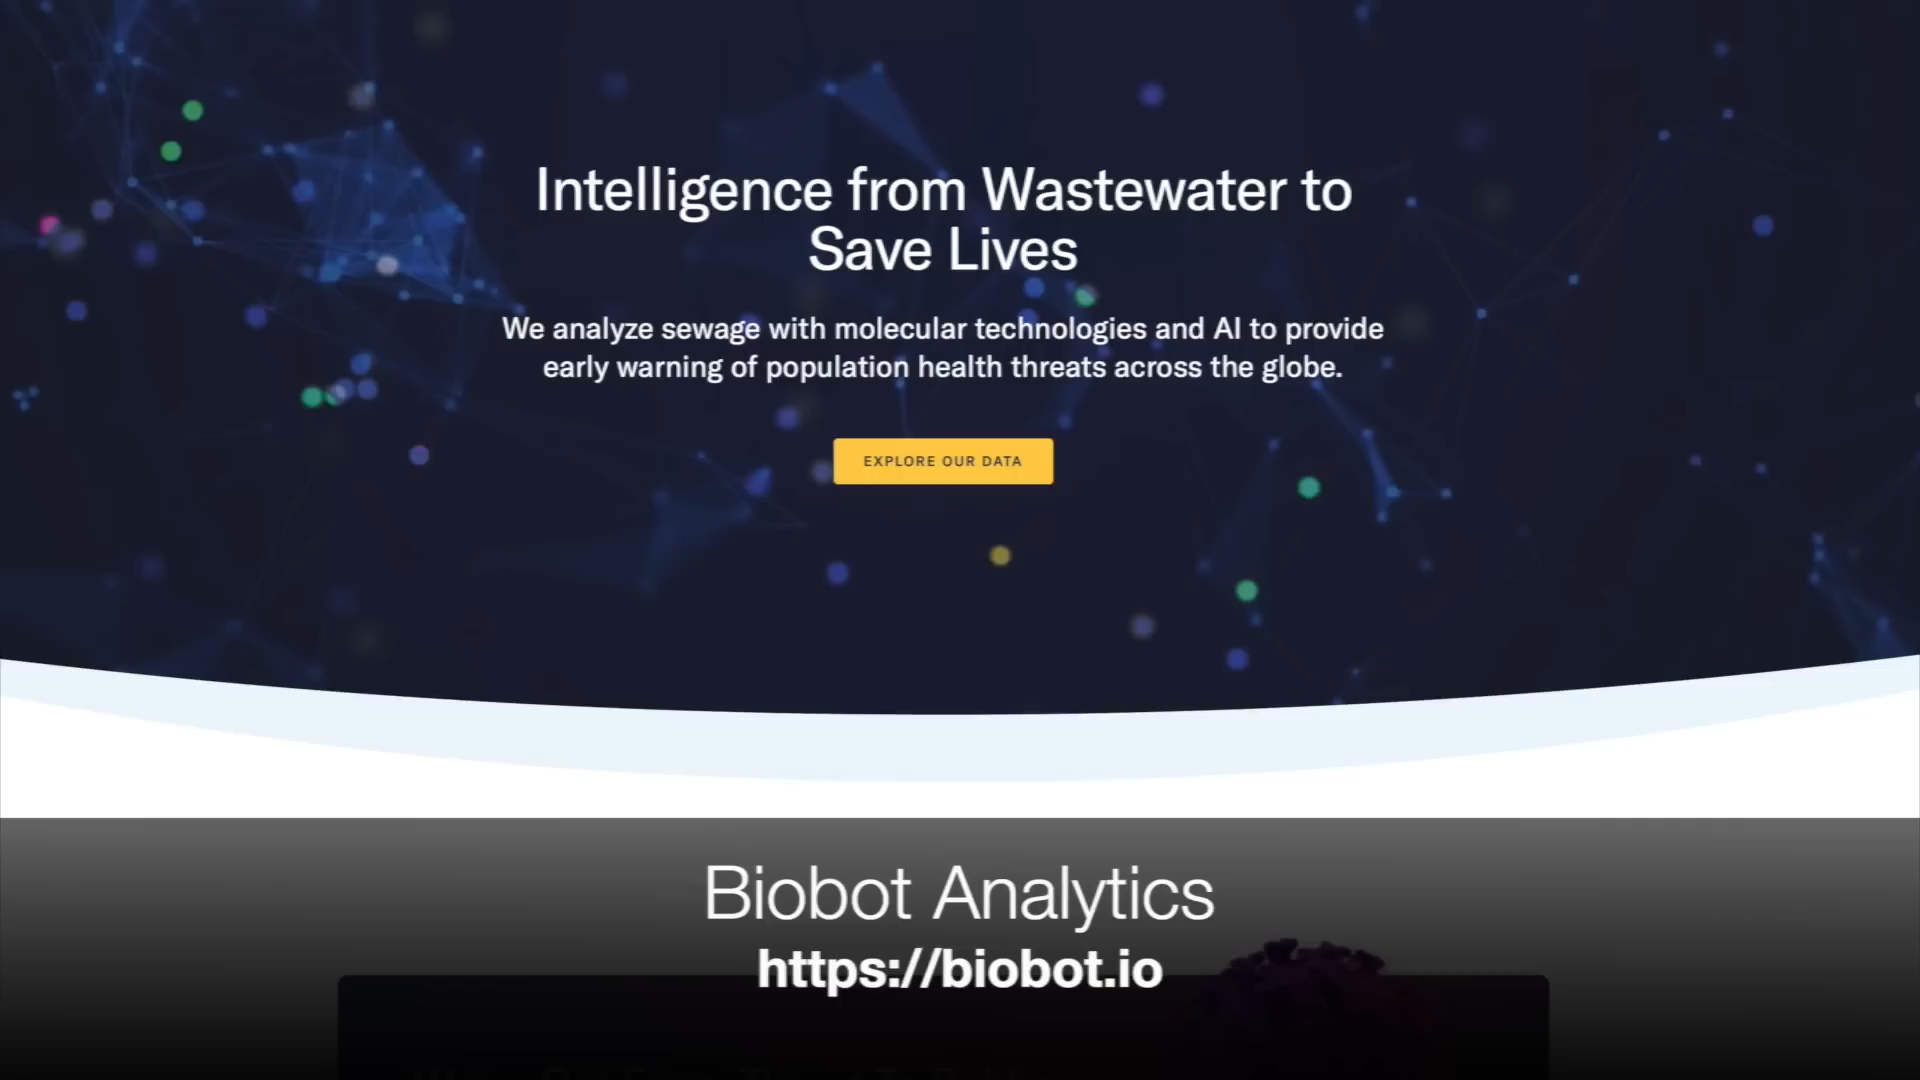 Intelligence from Wastewater to
Save Lives
We analyze sewage with molecular technologies and AI to provide
early warning of population health threats across the globe.
EXPLORE OUR DATA
Biobot Analytics
https://biobot.io